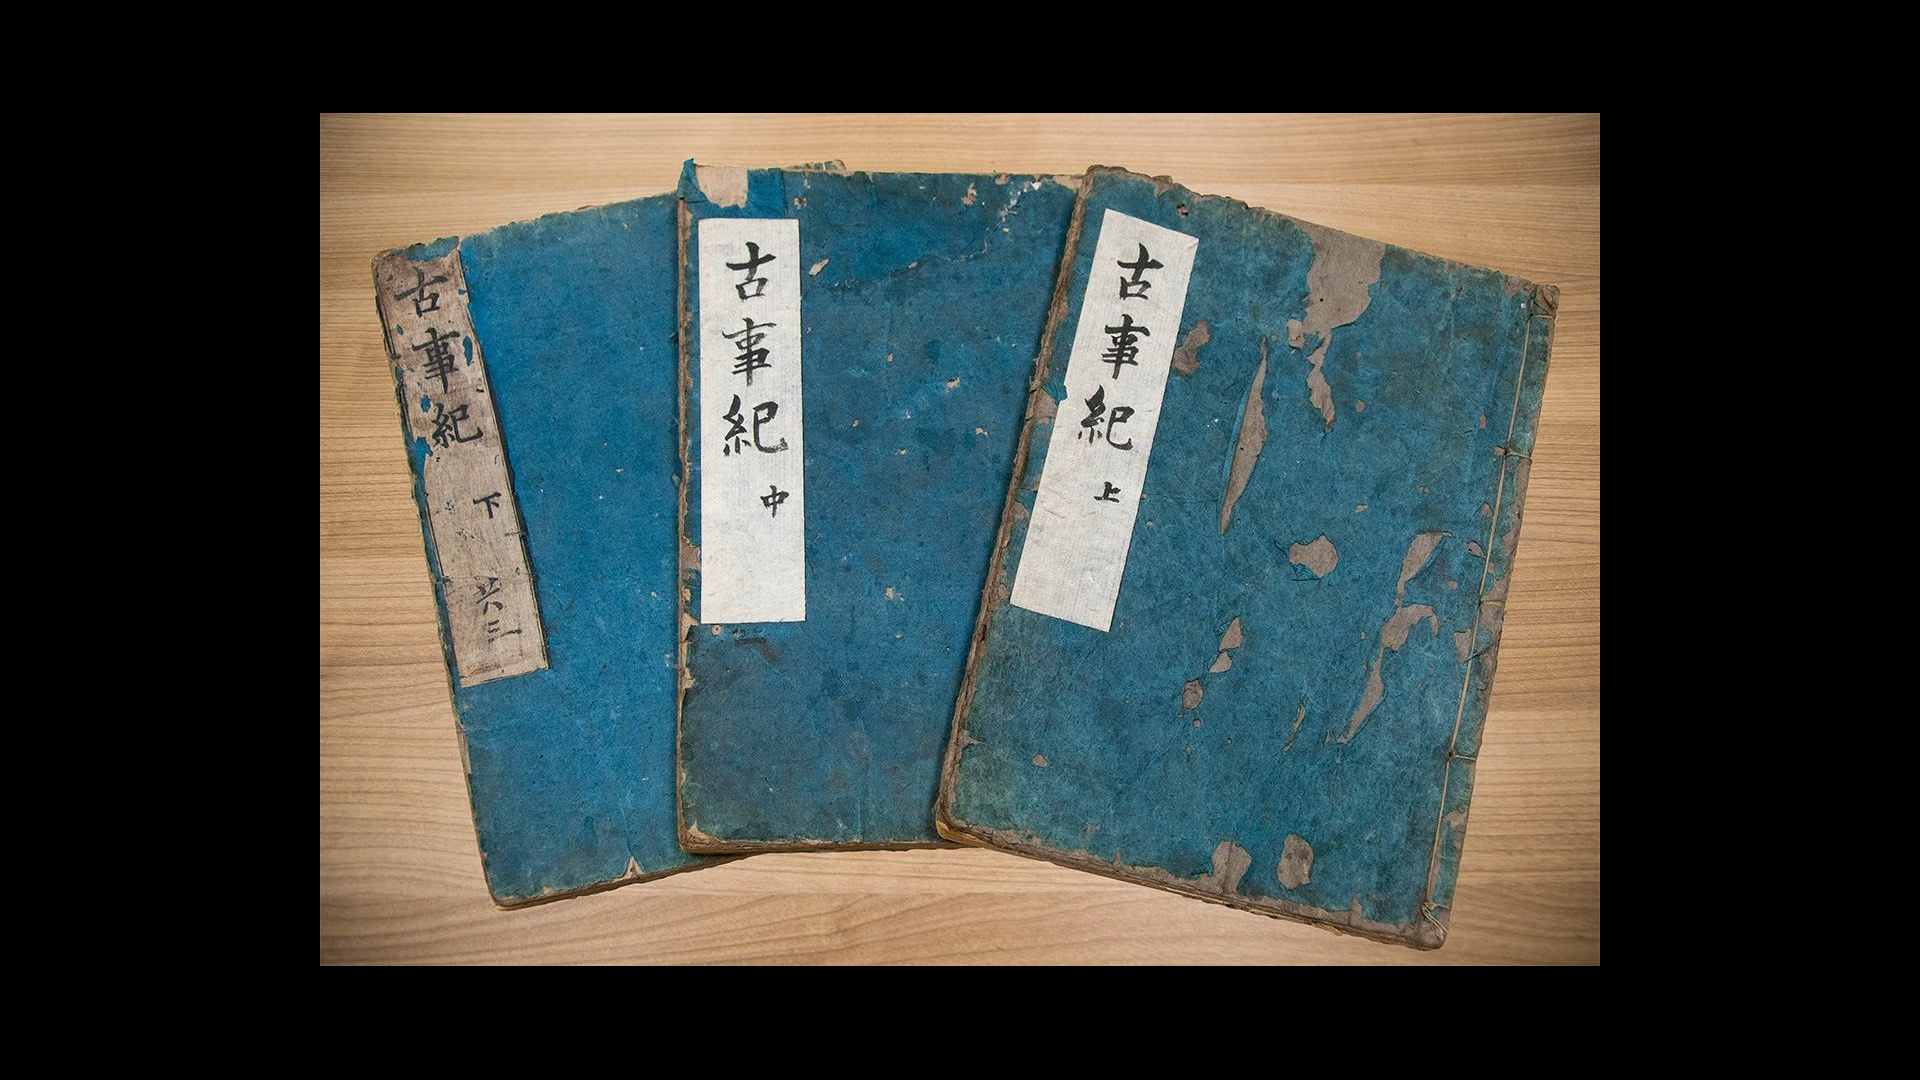 古事紀 上
古事紀 中
古事紀 下
共三